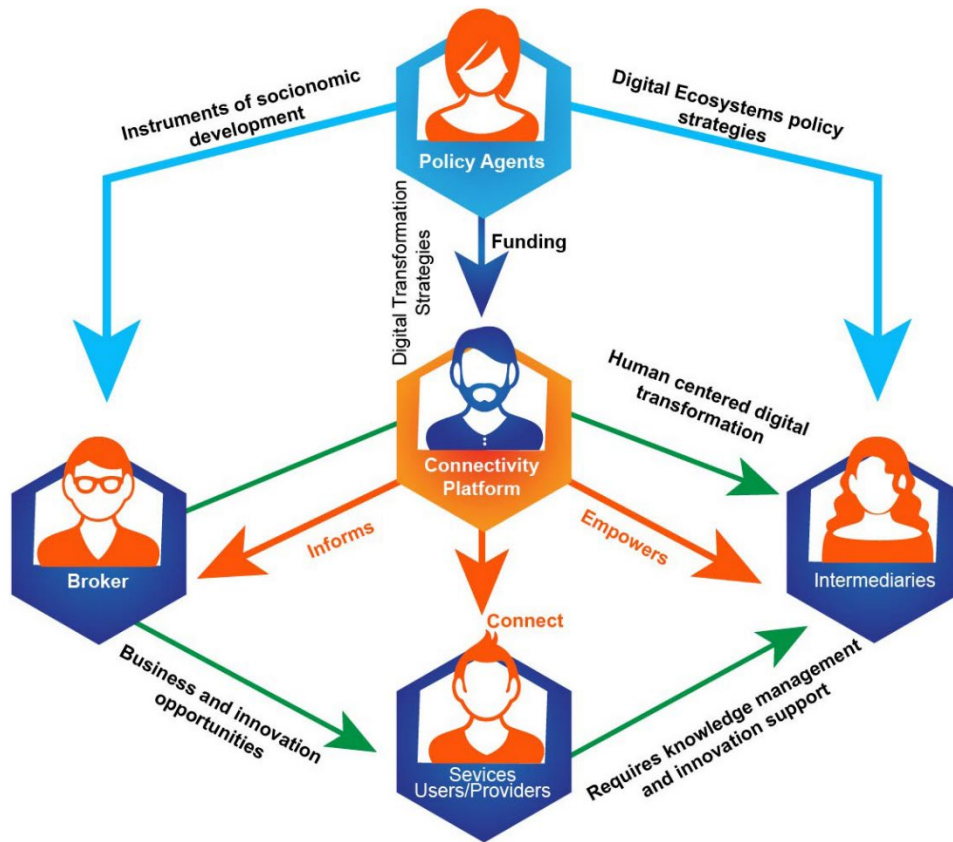 Instruments of socionomic
development
Digital Ecosystems policy
strategies
Policy Agents
Digital Transformation
Strategies
Funding
Human centered digital
transformation
Connectivity
Platform
Informs
Empowers
Broker
Intermediaries
Connect
Business and innovation
opportunities
Sevices
Users/Providers
Requires knowledge management
and innovation support